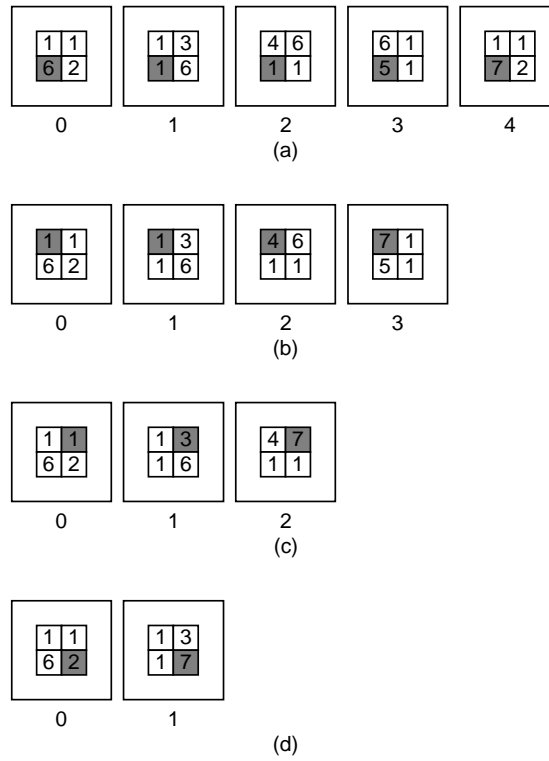 1 1 1 3 4 6 6 1 1 1
6 2 1 6 1 1 5 1 7 2
0 1 2 3 4
(a)
1 1 1 3 4 6 7 1
6 2 1 6 1 1 5 1
0 1 2 3
(b)
1 1 1 3 4 7
6 2 1 6 1 1
0 1 2
(c)
1 1 1 3
6 2 1 7
0 1
(d)